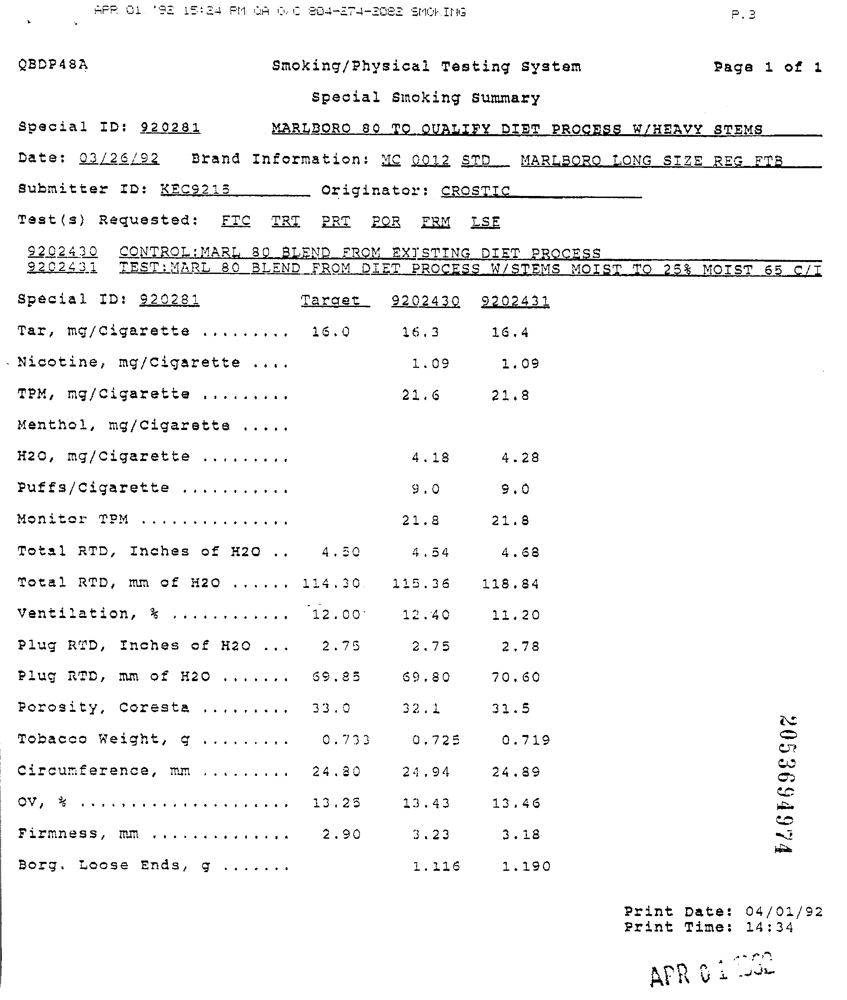 APR 01 '92 15:24 PM QA O/C 804-274-2082 SMOKING P.3
QBDP48A Smoking/Physical Testing System Page 1 of 1
Special Smoking Summary
Special ID: 920281 MARLBORO 80 TO QUALIFY DIET PROCESS W/HEAVY STEMS
Date: 03/26/92 Brand Information: MC 0012 STD MARLBORO LONG SIZE REG FTB
Submitter ID: KEC9215 Originator: CROSTIC
Test(s) Requested: FTC TRT PRT POR FRM LSE
9202430 CONTROL:MARL 80 BLEND FROM EXISTING DIET PROCESS
9202431 TEST:MARL 80 BLEND FROM DIET PROCESS W/STEMS MOIST TO 25% MOIST 65 C/I
Special ID: 920281 Target 9202430 9202431
Tar, mg/Cigarette ......... 16.0 16.3 16.4
Nicotine, mg/Cigarette .... 1.09 1.09
TPM, mg/Cigarette ......... 21.6 21.8
Menthol, mg/Cigarette .....
H2O, mg/Cigarette ......... 4.18 4.28
Puffs/Cigarette ........... 9.0 9.0
Monitor TPM ............... 21.8 21.8
Total RTD, Inches of H2O .. 4.50 4.54 4.68
Total RTD, mm of H2O ...... 114.30 115.36 118.84
Ventilation, % ............ 12.00 12.40 11.20
Plug RTD, Inches of H2O ... 2.75 2.75 2.78
Plug RTD, mm of H2O ....... 69.85 69.80 70.60
Porosity, Coresta ......... 33.0 32.1 31.5
Tobacco Weight, g ......... 0.733 0.725 0.719
Circumference, mm ......... 24.80 24.94 24.89
OV, % ..................... 13.25 13.43 13.46
Firmness, mm .............. 2.90 3.23 3.18
Borg. Loose Ends, g ....... 1.116 1.190
2053694974
Print Date: 04/01/92
Print Time: 14:34
APR 01 1992